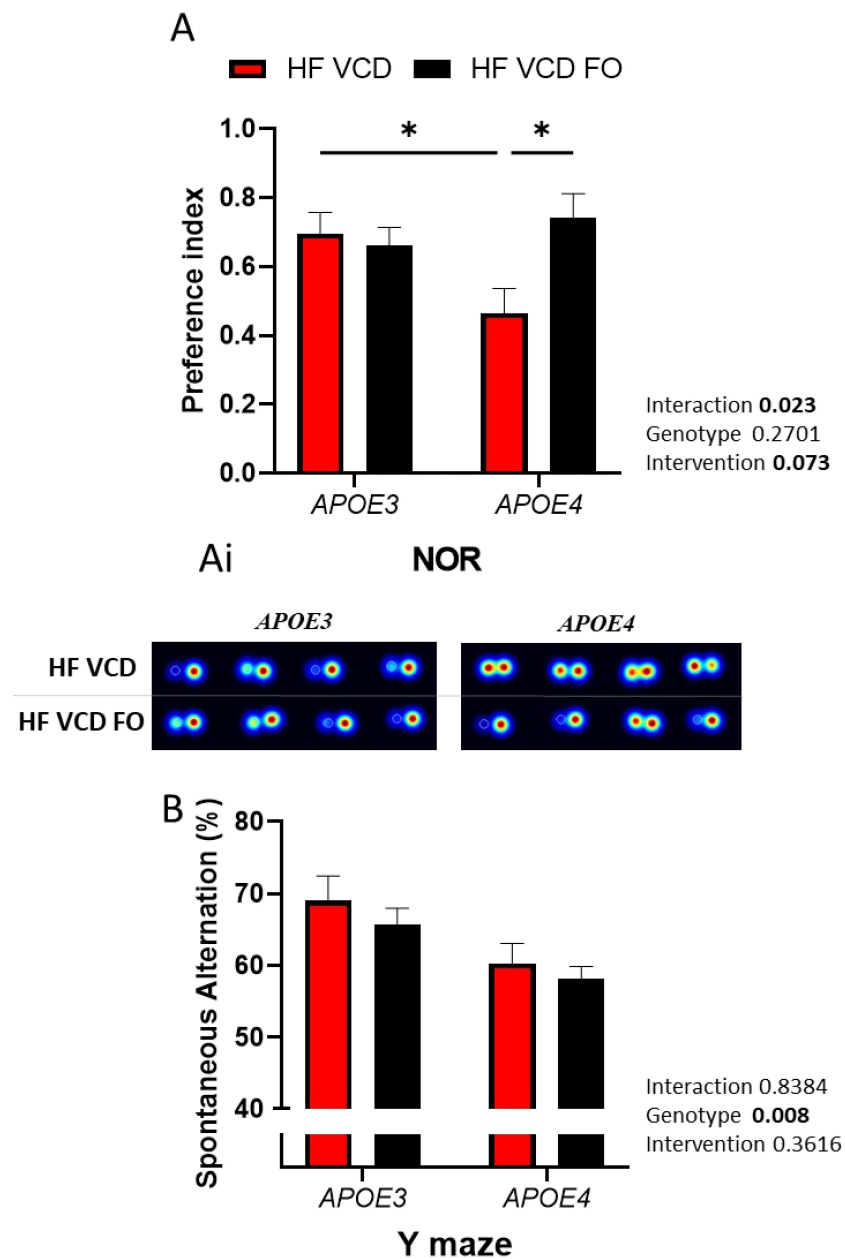 A
HF VCD HF VCD FO
* *
1.0
0.8
0.6
0.4
0.2
0.0
Preference index
APOE3 APOE4
Interaction 0.023
Genotype 0.2701
Intervention 0.073
Ai NOR
APOE3 APOE4
HF VCD
HF VCD FO
B
80
70
60
50
40
Spontaneous Alternation (%)
APOE3 APOE4
Interaction 0.8384
Genotype 0.008
Intervention 0.3616
Y maze